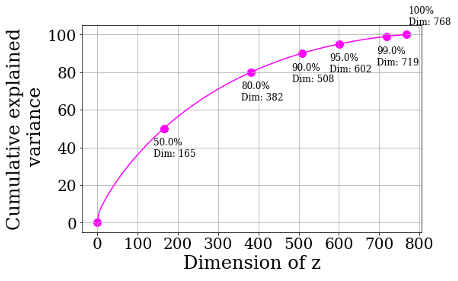 100%
Dim: 768
99.0%
Dim: 719
95.0%
Dim: 602
90.0%
Dim: 508
80.0%
Dim: 382
50.0%
Dim: 165
100
80
60
40
20
0
0 100 200 300 400 500 600 700 800
Cumulative explained
variance
Dimension of z